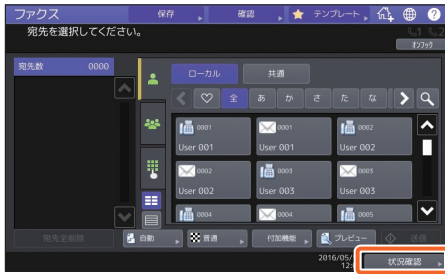 ファクス 保存 確認 テンプレート
宛先を選択してください。
オンフック
宛先数 0000
ローカル 共通
全 あ か さ た な
0001 0001 0002
User 001 User 001 User 002
0002 0003 0003
User 002 User 003 User 003
0004 0004 0005
宛先全削除 自動 普通 付加機能 プレビュー 送信
2016/05/
12:
状況確認